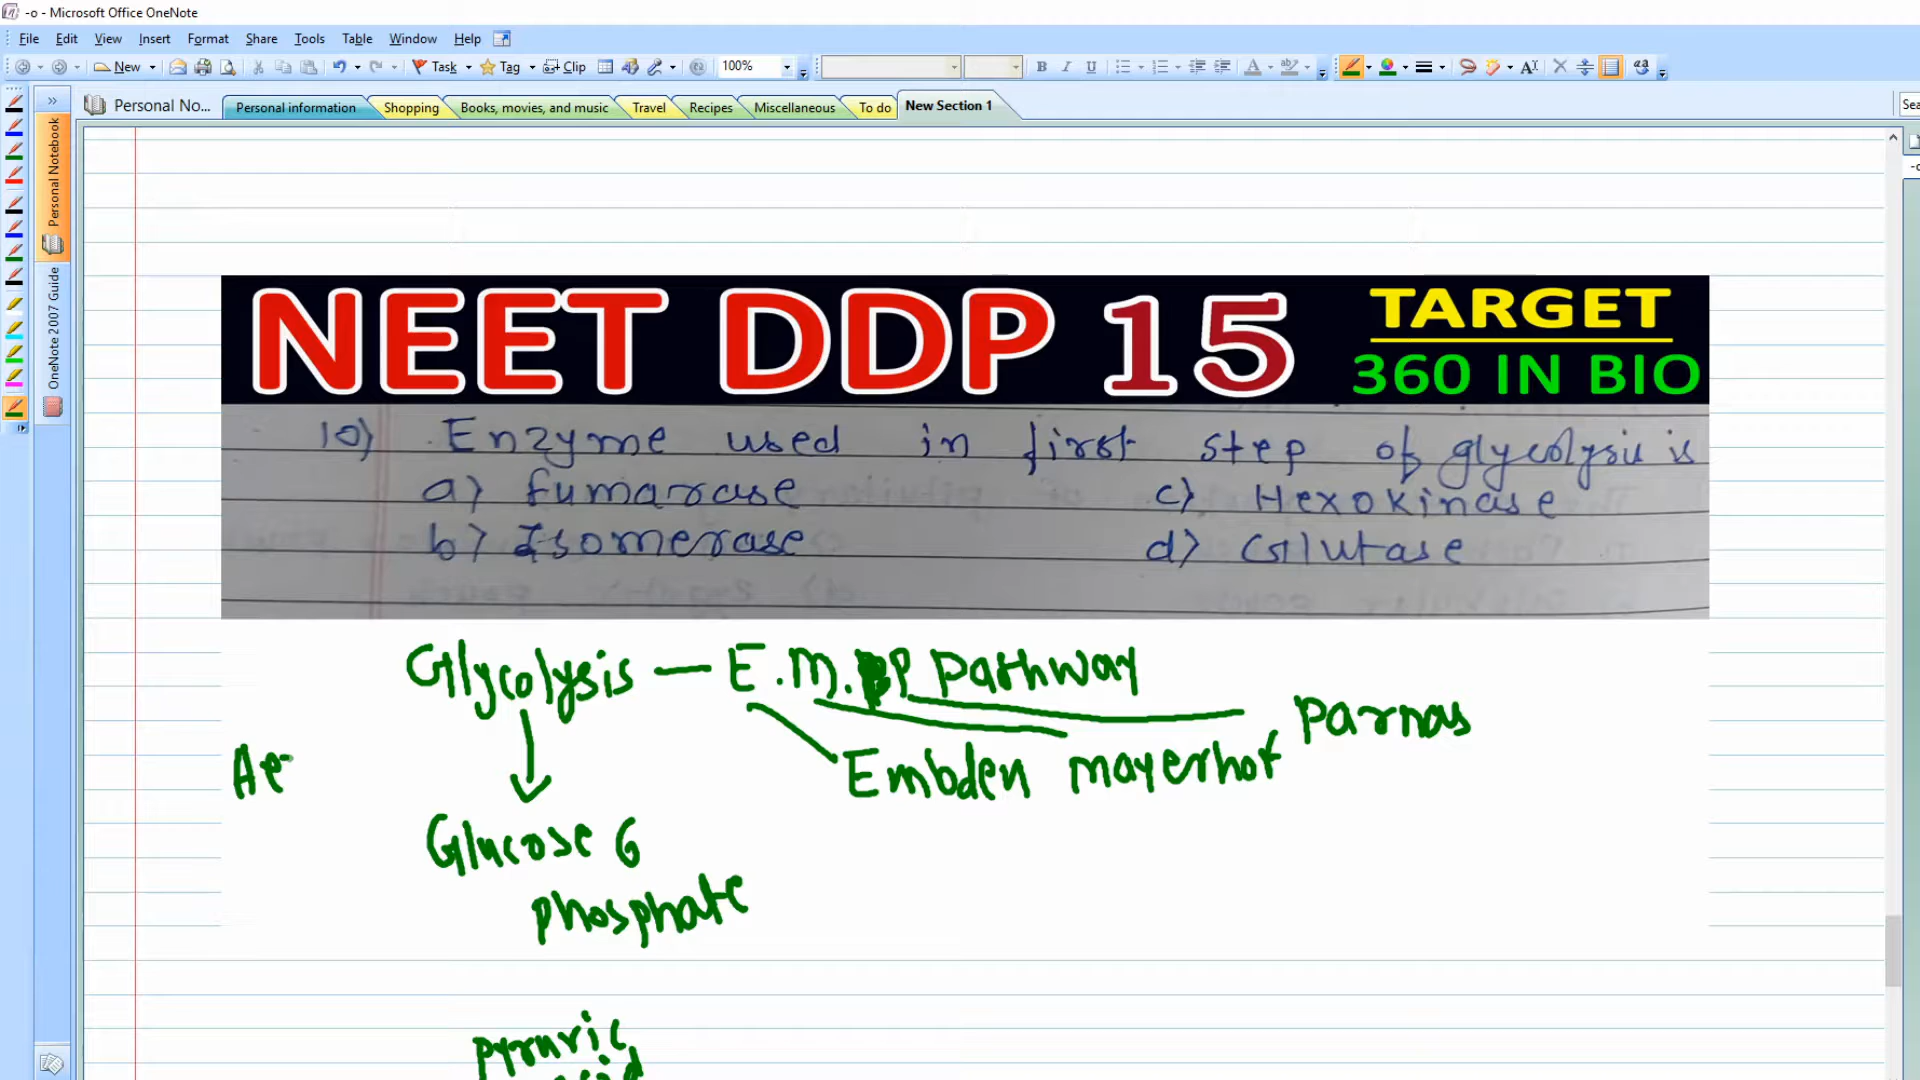 -o - Microsoft Office OneNote
File Edit View Insert Format Share Tools Table Window Help
New Task Tag Clip 100% B I U
Personal No... Personal information Shopping Books, movies, and music Travel Recipes Miscellaneous To do New Section 1 Sea
Personal Notebook
OneNote 2007 Guide
NEET DDP 15
TARGET
360 IN BIO
10) Enzyme used in first step of glycolysis is
a) fumarase c) Hexokinase
b) Isomerase d) Glutase
Glycolysis — E.M.P pathway
Parnas
Embden mayerhof
Ae
Glucose 6
phosphate
pyruvic
acid